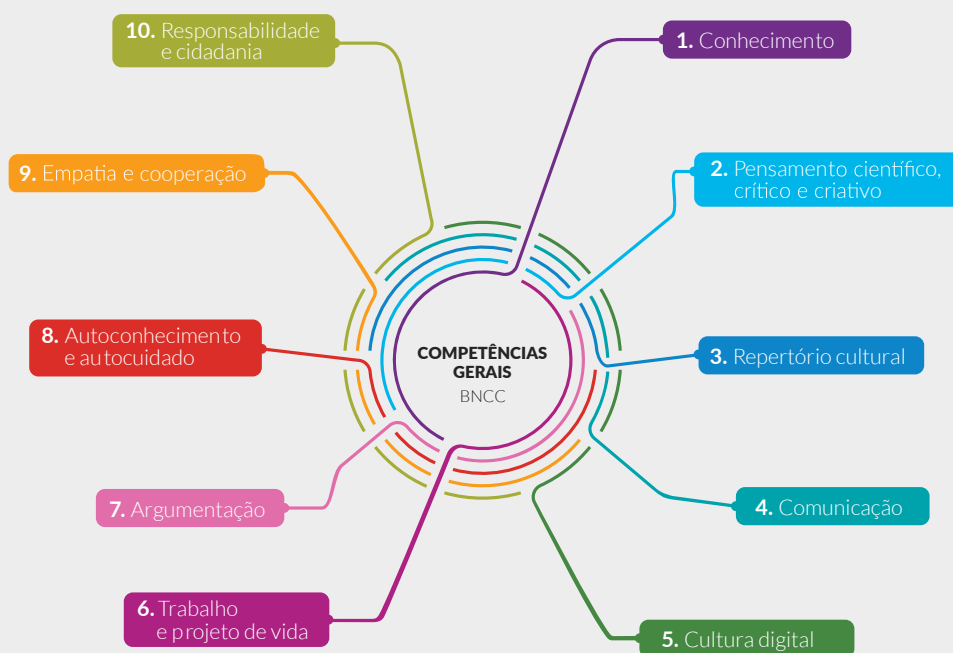 1. Conhecimento
2. Pensamento científico,
crítico e criativo
3. Repertório cultural
4. Comunicação
5. Cultura digital
6. Trabalho
e projeto de vida
7. Argumentação
8. Autoconhecimento
e autocuidado
9. Empatia e cooperação
10. Responsabilidade
e cidadania
COMPETÊNCIAS
GERAIS
BNCC